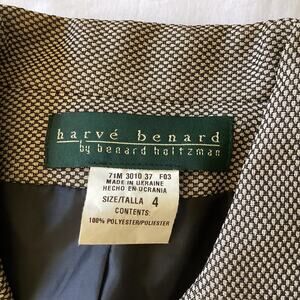 harvé benard
by benard holtzman
71M 3010 37 F03
MADE IN UKRAINE
HECHO EN UCRANIA
SIZE/TALLA 4
CONTENTS:
100% POLYESTER/POLIESTER